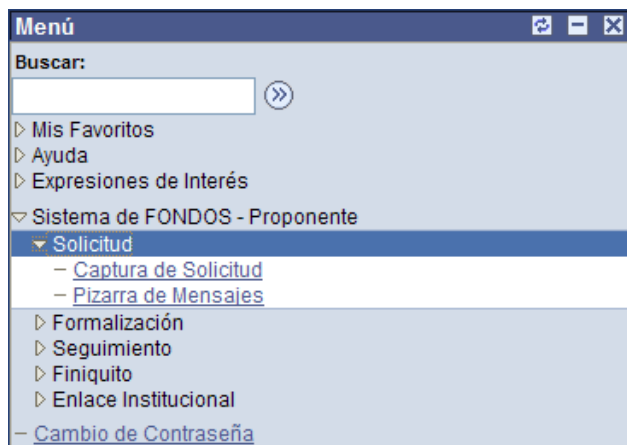 Menú
Buscar:
Mis Favoritos
Ayuda
Expresiones de Interés
Sistema de FONDOS - Proponente
Solicitud
Captura de Solicitud
Pizarra de Mensajes
Formalización
Seguimiento
Finiquito
Enlace Institucional
Cambio de Contraseña